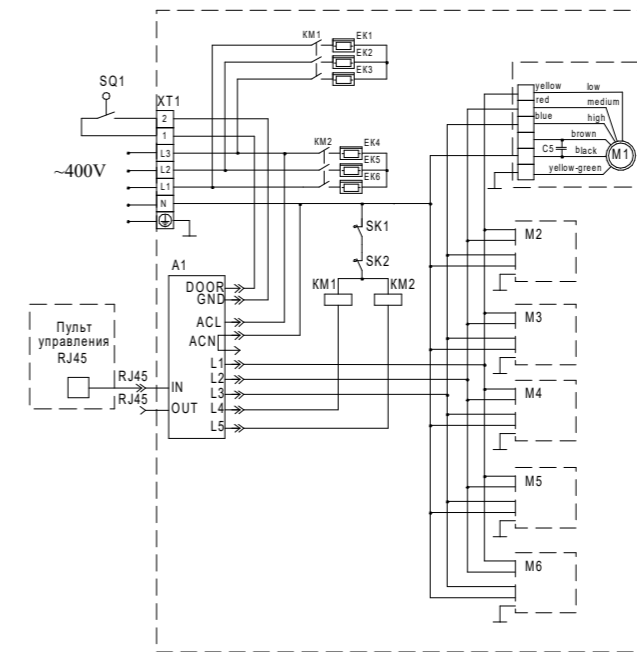 KM1
EK1
EK2
EK3
SQ1
XT1
2
1
L3
L2
L1
N
~400V
KM2
EK4
EK5
EK6
yellow
low
red
medium
blue
high
brown
C5
black
M1
yellow-green
SK1
SK2
KM1
KM2
A1
DOOR
GND
ACL
ACN
L1
L2
L3
L4
L5
IN
OUT
Пульт
управления
RJ45
RJ45
RJ45
M2
M3
M4
M5
M6